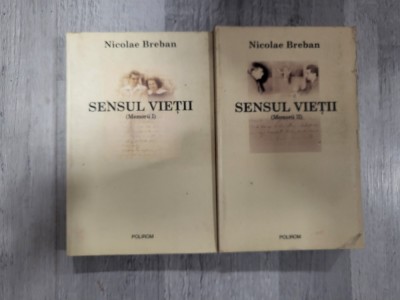 Nicolae Breban
SENSUL VIEȚII
(Memorii I)
POLIROM
Nicolae Breban
SENSUL VIEȚII
(Memorii II)
POLIROM